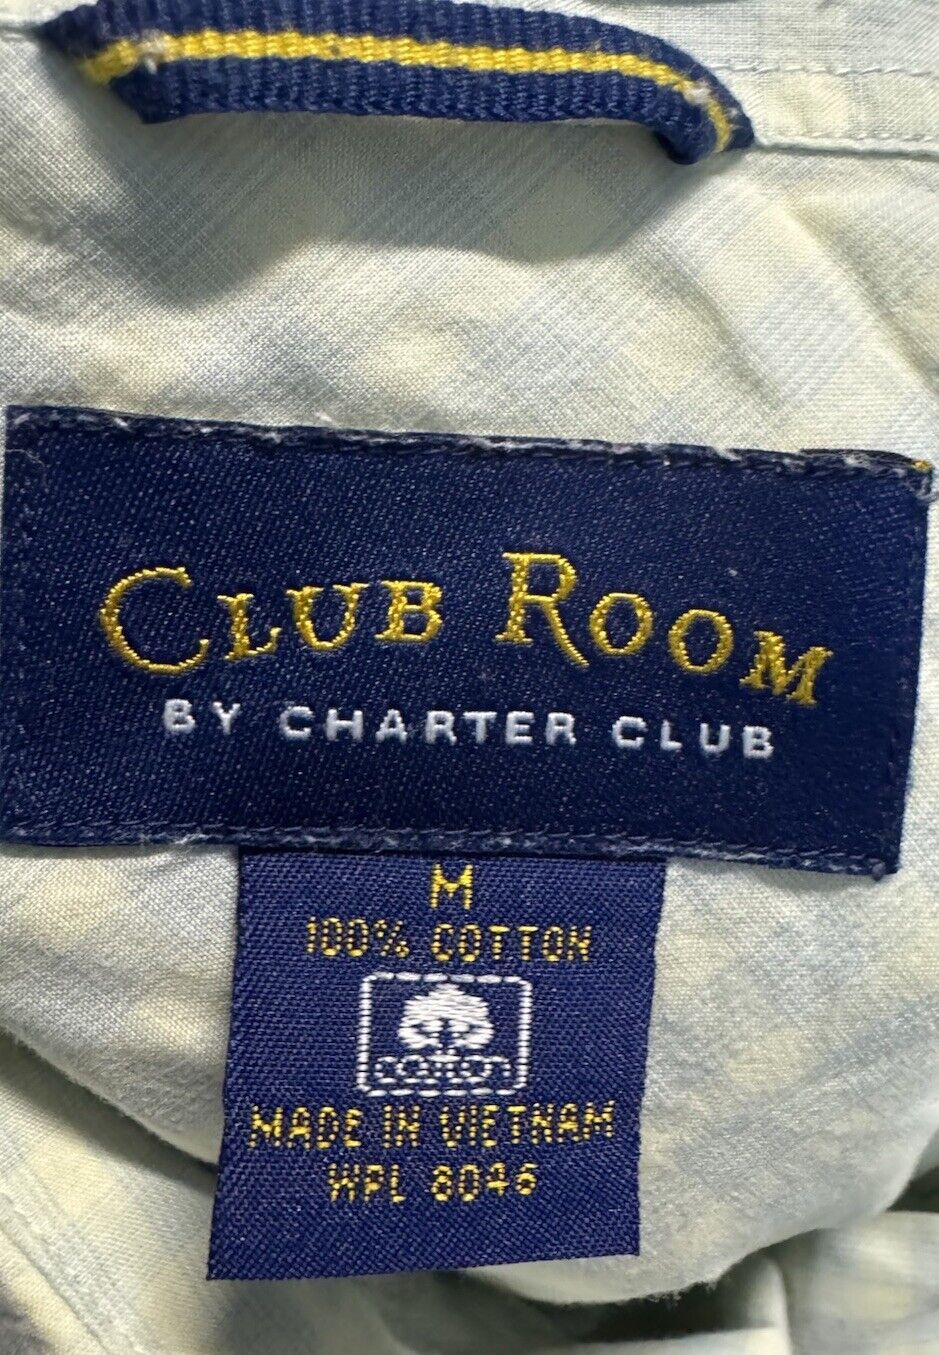 CLUB ROOM
BY CHARTER CLUB
M
100% COTTON
COTTON
MADE IN VIETNAM
WPL 8046